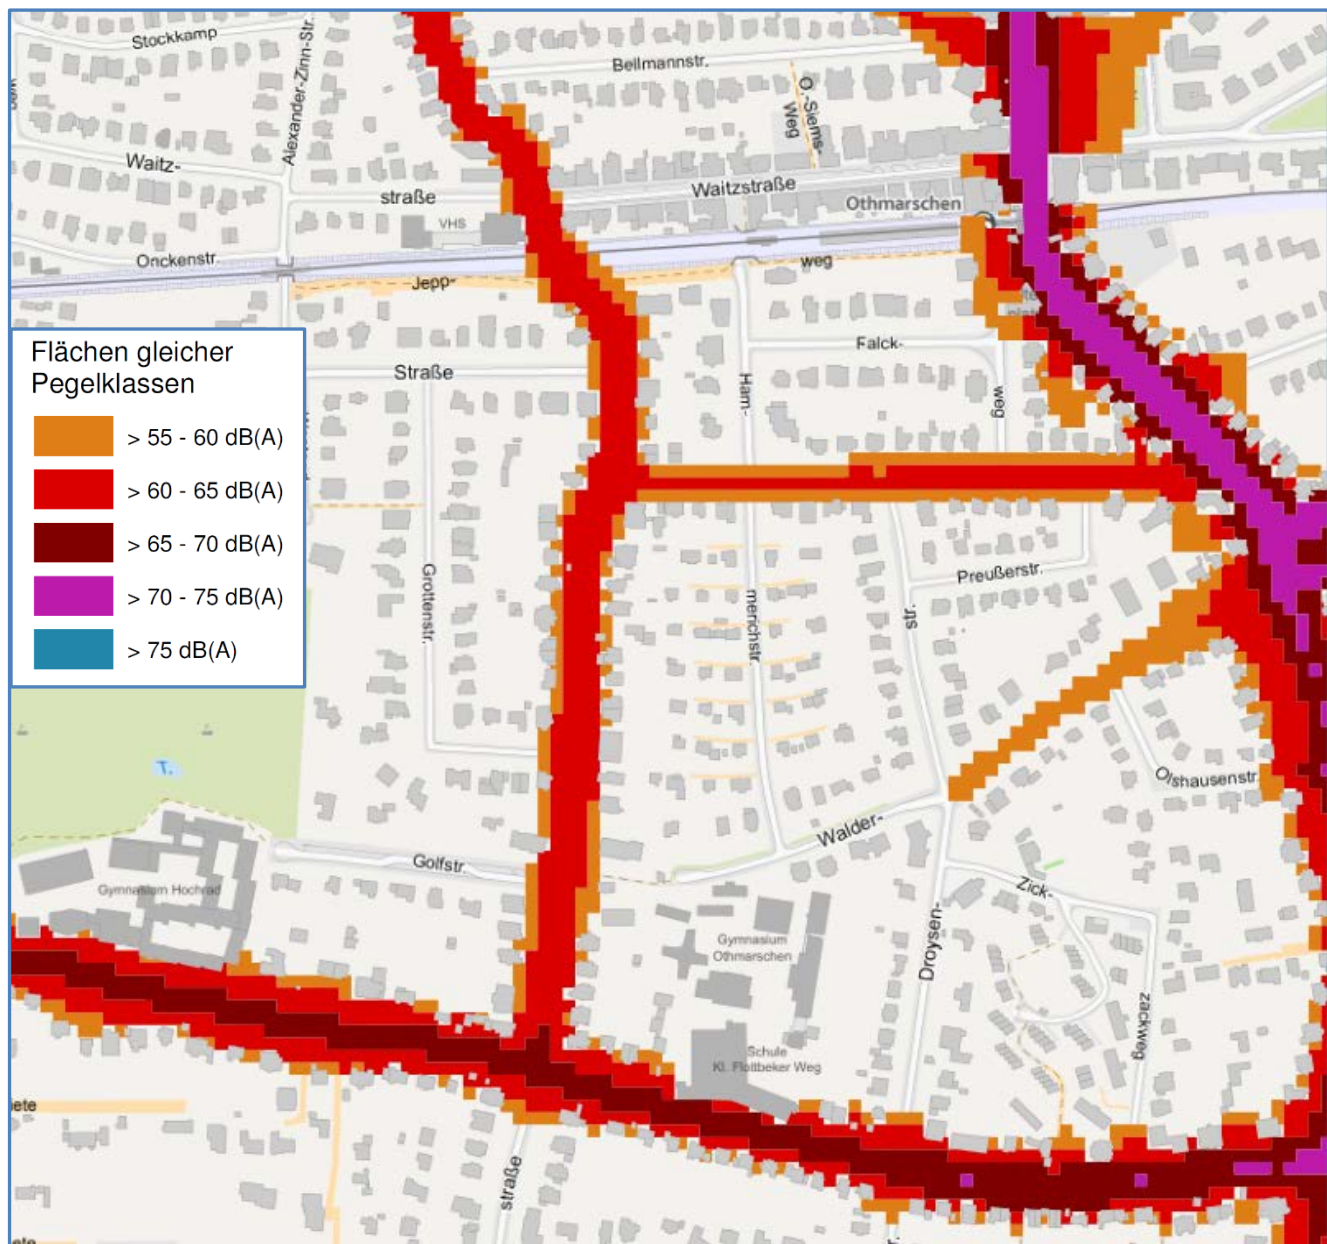 Stockkamp
Alexander-Zinn-Str.
Bellmannstr.
O.-Siems-
Weg
Waitz-
straße
Waitzstraße
Othmarschen
VHS
Onckenstr.
Jepp-
weg
Flächen gleicher
Pegelklassen
> 55 - 60 dB(A)
> 60 - 65 dB(A)
> 65 - 70 dB(A)
> 70 - 75 dB(A)
> 75 dB(A)
Straße
Falck-
weg
Ham-
merichstr.
Grottenstr.
Preußerstr.
str.
Olshausenstr.
T.
Walder-
Golfstr.
Gymnasium Hochrad
Gymnasium
Othmarschen
Droysen-
Zick-
zackweg
Schule
Kl. Flottbeker Weg
iete
straße
ete
r.